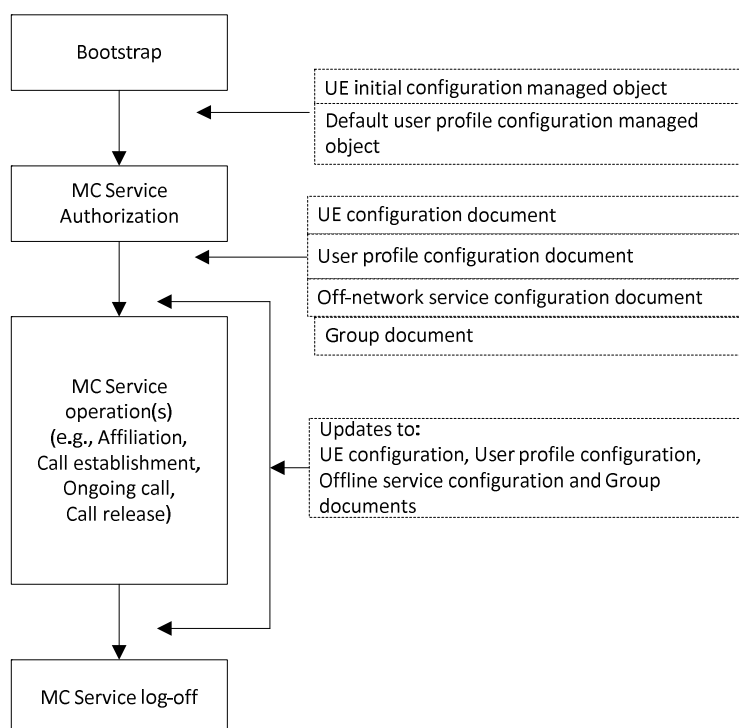 Bootstrap
UE initial configuration managed object
Default user profile configuration managed
object
MC Service
Authorization
UE configuration document
User profile configuration document
Off-network service configuration document
Group document
MC Service
operation(s)
(e.g., Affiliation,
Call establishment,
Ongoing call,
Call release)
Updates to:
UE configuration, User profile configuration,
Offline service configuration and Group
documents
MC Service log-off